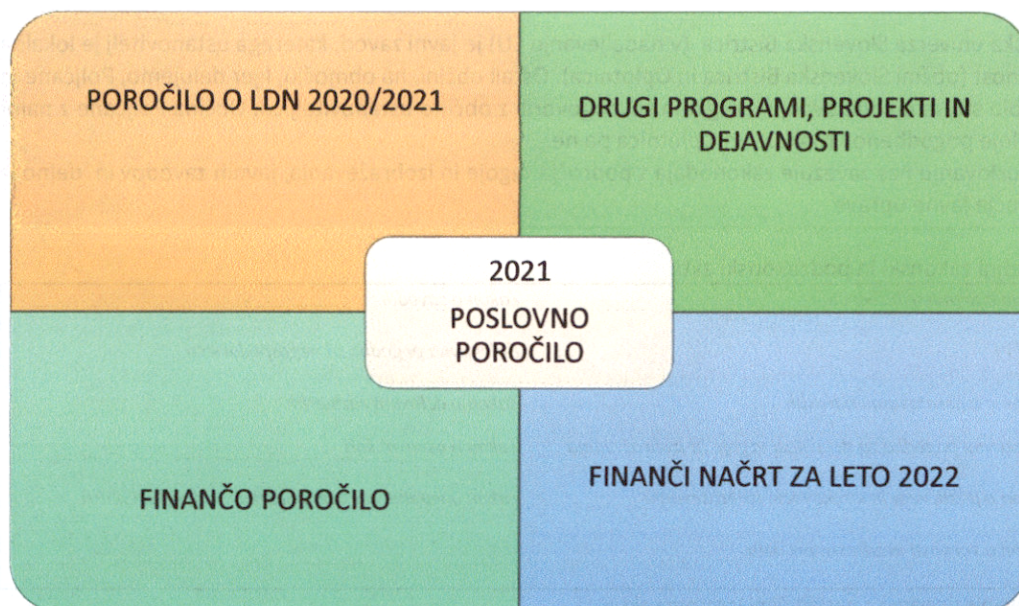 POROČILO O LDN 2020/2021
DRUGI PROGRAMI, PROJEKTI IN
DEJAVNOSTI
2021
POSLOVNO
POROČILO
FINANČO POROČILO
FINANČI NAČRT ZA LETO 2022